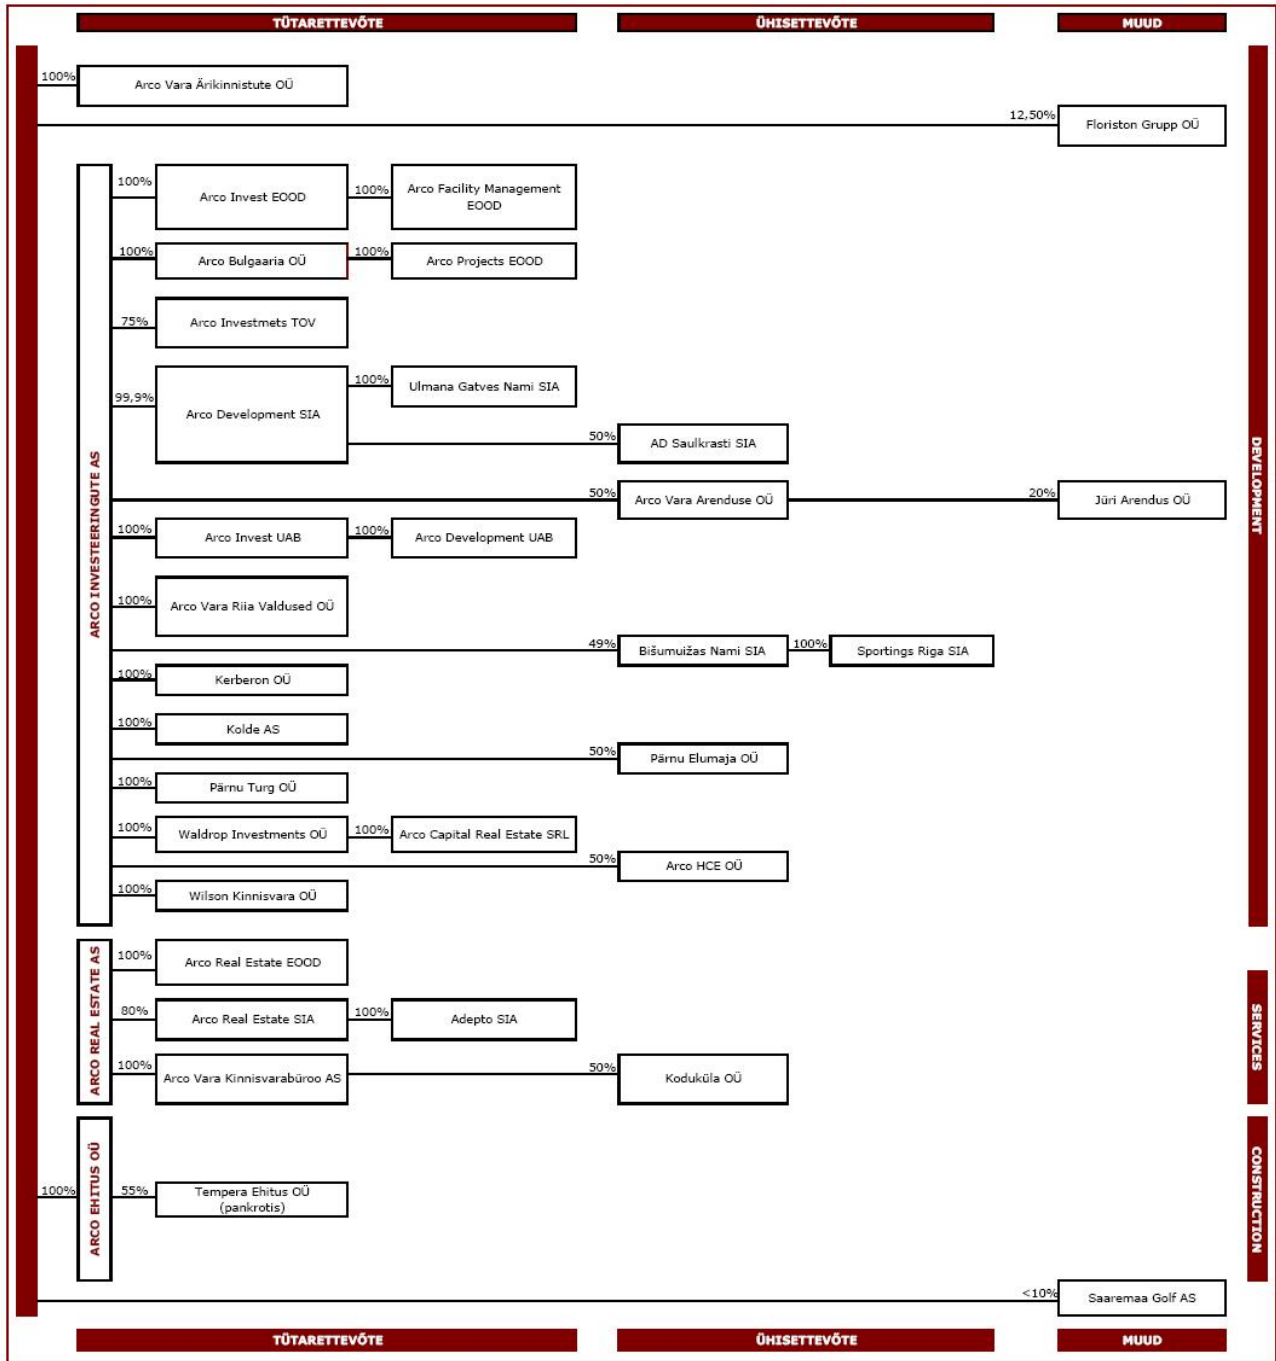 TÜTARETTEVÕTE
ÜHISETTEVÕTE
MUUD
100%
Arco Vara Ärikinnistute OÜ
12,50%
Floriston Grupp OÜ
ARCO INVESTEERINGUTE AS
DEVELOPMENT
100%
Arco Invest EOOD
100%
Arco Facility Management
EOOD
100%
Arco Bulgaaria OÜ
100%
Arco Projects EOOD
75%
Arco Investmets TOV
99,9%
Arco Development SIA
100%
Ulmana Gatves Nami SIA
50%
AD Saulkrasti SIA
50%
Arco Vara Arenduse OÜ
20%
Jüri Arendus OÜ
100%
Arco Invest UAB
100%
Arco Development UAB
100%
Arco Vara Riia Valdused OÜ
49%
Bišumuižas Nami SIA
100%
Sportings Riga SIA
100%
Kerberon OÜ
100%
Kolde AS
50%
Pärnu Elumaja OÜ
100%
Pärnu Turg OÜ
100%
Waldrop Investments OÜ
100%
Arco Capital Real Estate SRL
50%
Arco HCE OÜ
100%
Wilson Kinnisvara OÜ
ARCO REAL ESTATE AS
SERVICES
100%
Arco Real Estate EOOD
80%
Arco Real Estate SIA
100%
Adepto SIA
100%
Arco Vara Kinnisvarabüroo AS
50%
Koduküla OÜ
100%
ARCO EHITUS OÜ
CONSTRUCTION
55%
Tempera Ehitus OÜ
(pankrotis)
<10%
Saaremaa Golf AS
TÜTARETTEVÕTE
ÜHISETTEVÕTE
MUUD